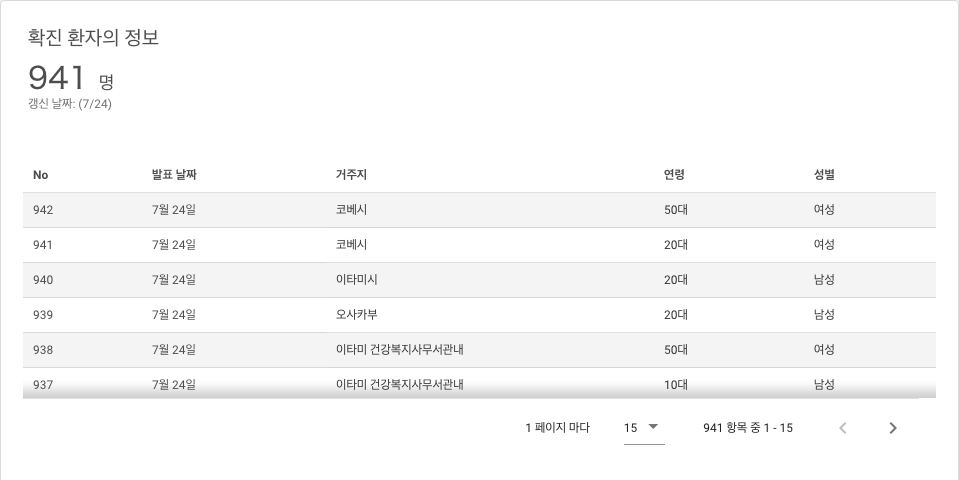 확진 환자의 정보
941 명
갱신 날짜: (7/24)
No 발표 날짜 거주지 연령 성별
942 7월 24일 코베시 50대 여성
941 7월 24일 코베시 20대 여성
940 7월 24일 이타미시 20대 남성
939 7월 24일 오사카부 20대 남성
938 7월 24일 이타미 건강복지사무서관내 50대 여성
937 7월 24일 이타미 건강복지사무서관내 10대 남성
1 페이지 마다 15 941 항목 중 1 - 15